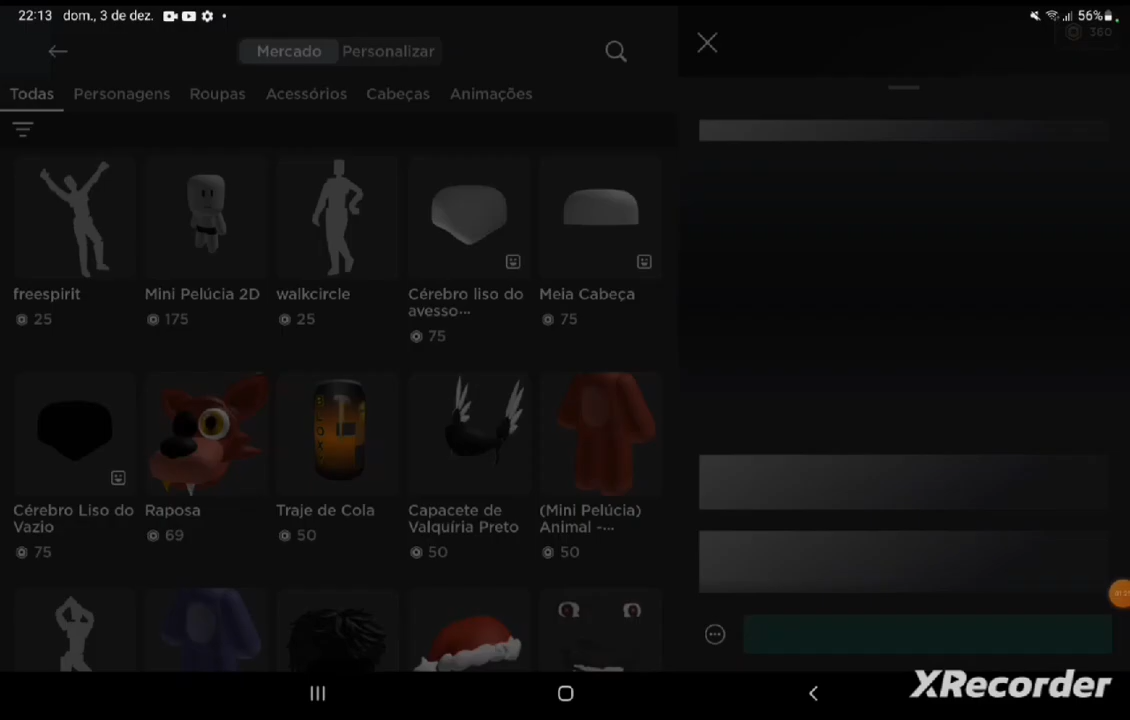 22:13 dom., 3 de dez.
56%
Mercado Personalizar
360
Todas Personagens Roupas Acessórios Cabeças Animações
freespirit
25
Mini Pelúcia 2D
175
walkcircle
25
Cérebro liso do
avesso...
75
Meia Cabeça
75
Cérebro Liso do
Vazio
75
Raposa
69
Traje de Cola
50
Capacete de
Valquíria Preto
50
(Mini Pelúcia)
Animal -...
50
XRecorder